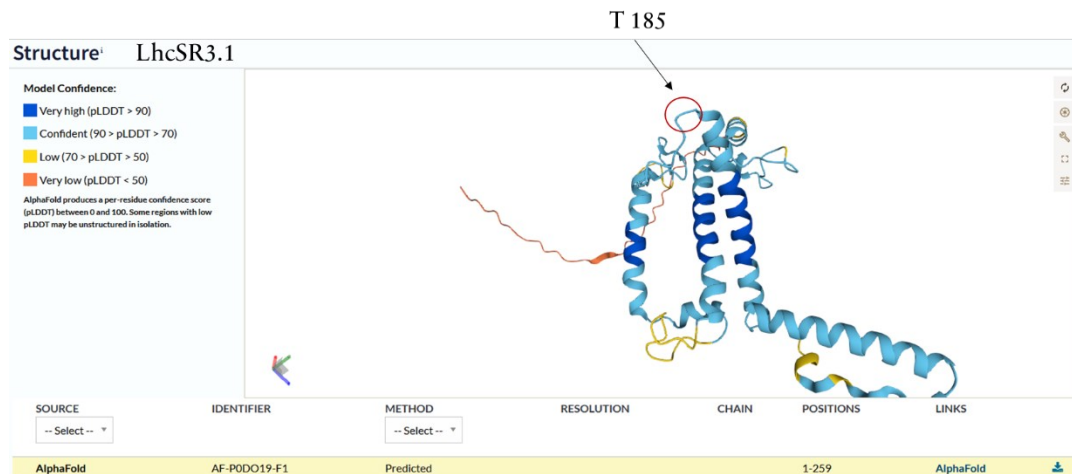 T 185
Structureⁱ LhcSR3.1
Model Confidence:
Very high (pLDDT > 90)
Confident (90 > pLDDT > 70)
Low (70 > pLDDT > 50)
Very low (pLDDT < 50)
AlphaFold produces a per-residue confidence score
(pLDDT) between 0 and 100. Some regions with low
pLDDT may be unstructured in isolation.
SOURCE IDENTIFIER METHOD RESOLUTION CHAIN POSITIONS LINKS
-- Select -- -- Select --
AlphaFold AF-P0DO19-F1 Predicted 1-259 AlphaFold